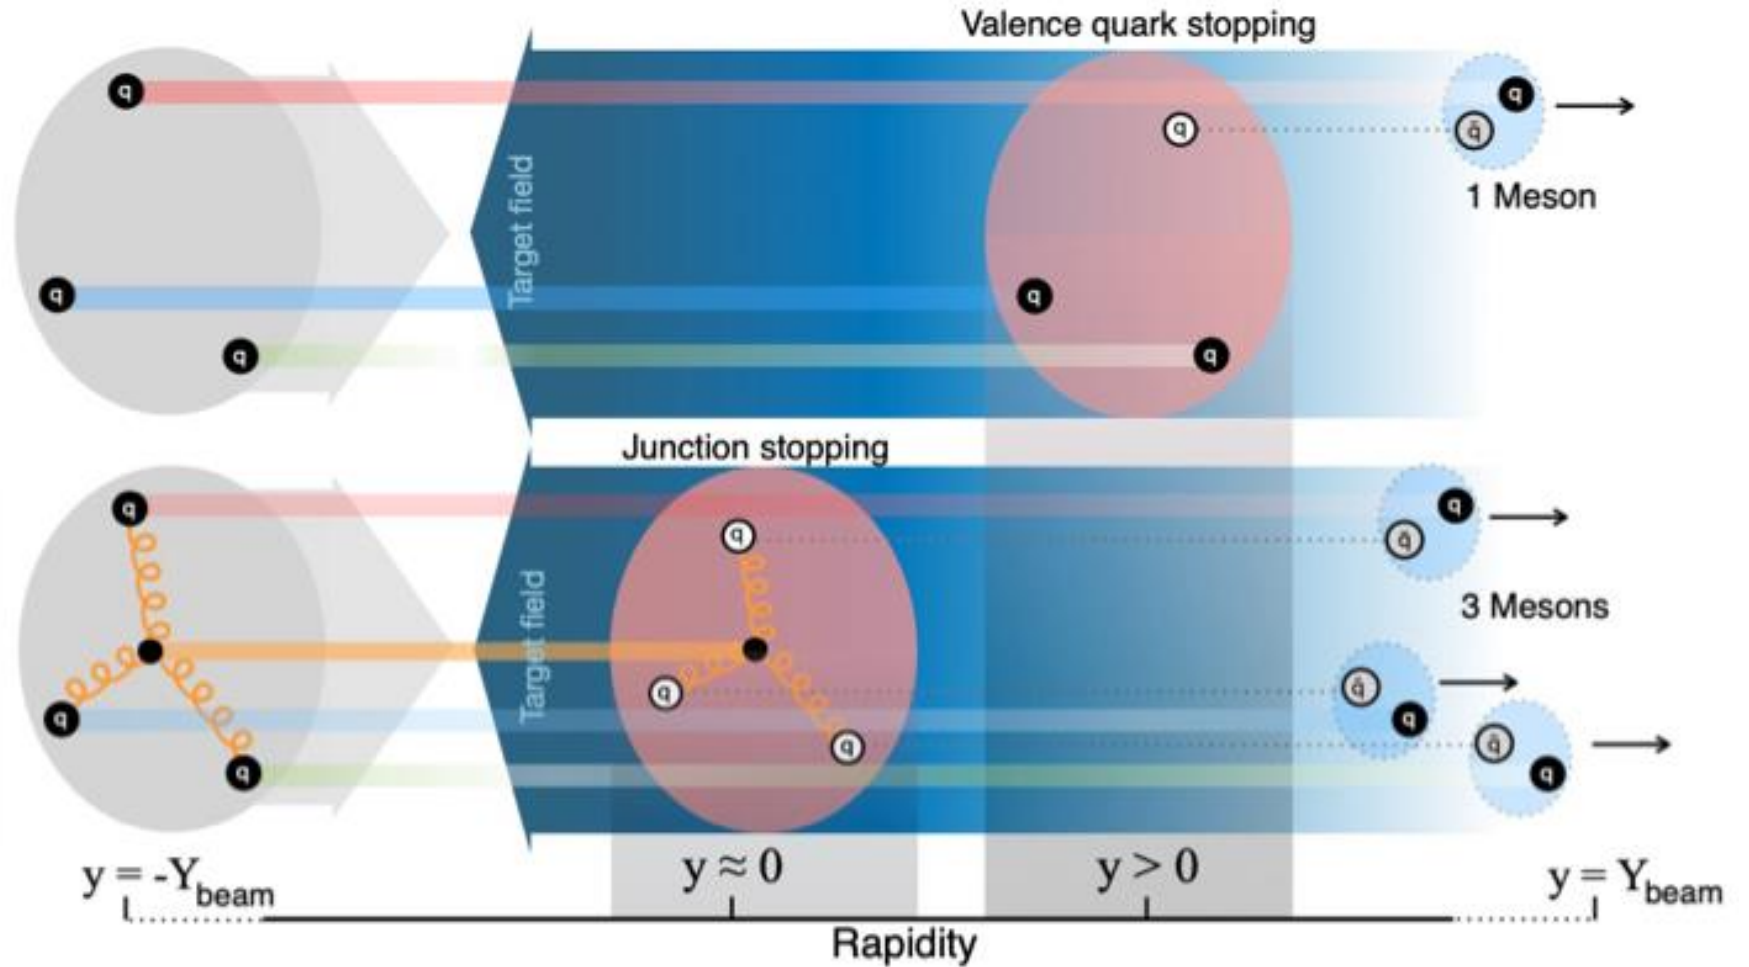 Valence quark stopping
q
q
q̄
1 Meson
Target field
q
q
q
q
Junction stopping
q
q
q
q̄
3 Mesons
Target field
q
q̄
q
q
q
q̄
q
q
y = -Y_beam
y ≈ 0
y > 0
y = Y_beam
Rapidity